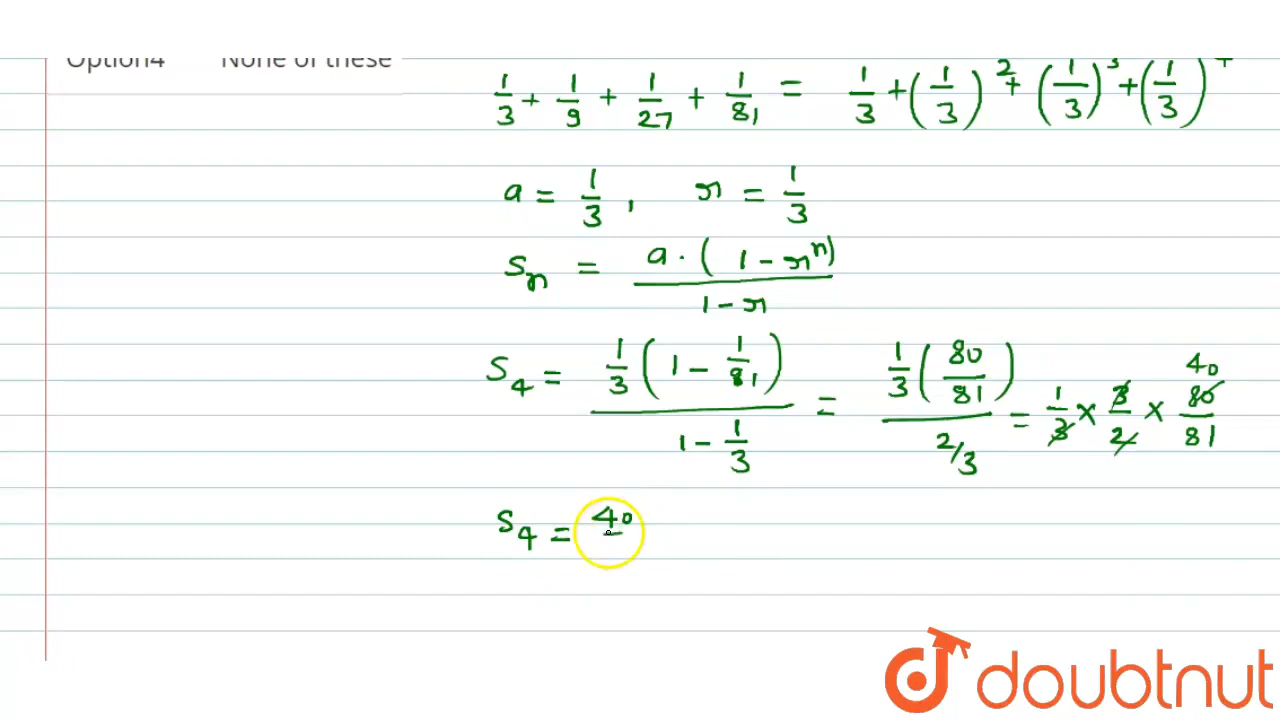 Option4 None of these
1/3 + 1/9 + 1/27 + 1/81 = 1/3 + (1/3)^2 + (1/3)^3 + (1/3)^4
a = 1/3 , r = 1/3
S_n = a · (1 - r^n) / 1 - r
S_4 = 1/3 (1 - 1/81) / 1 - 1/3 = 1/3 (80/81) / 2/3 = 1/3 × 3/2 × 80/81 40
S_4 = 40
doubtnut